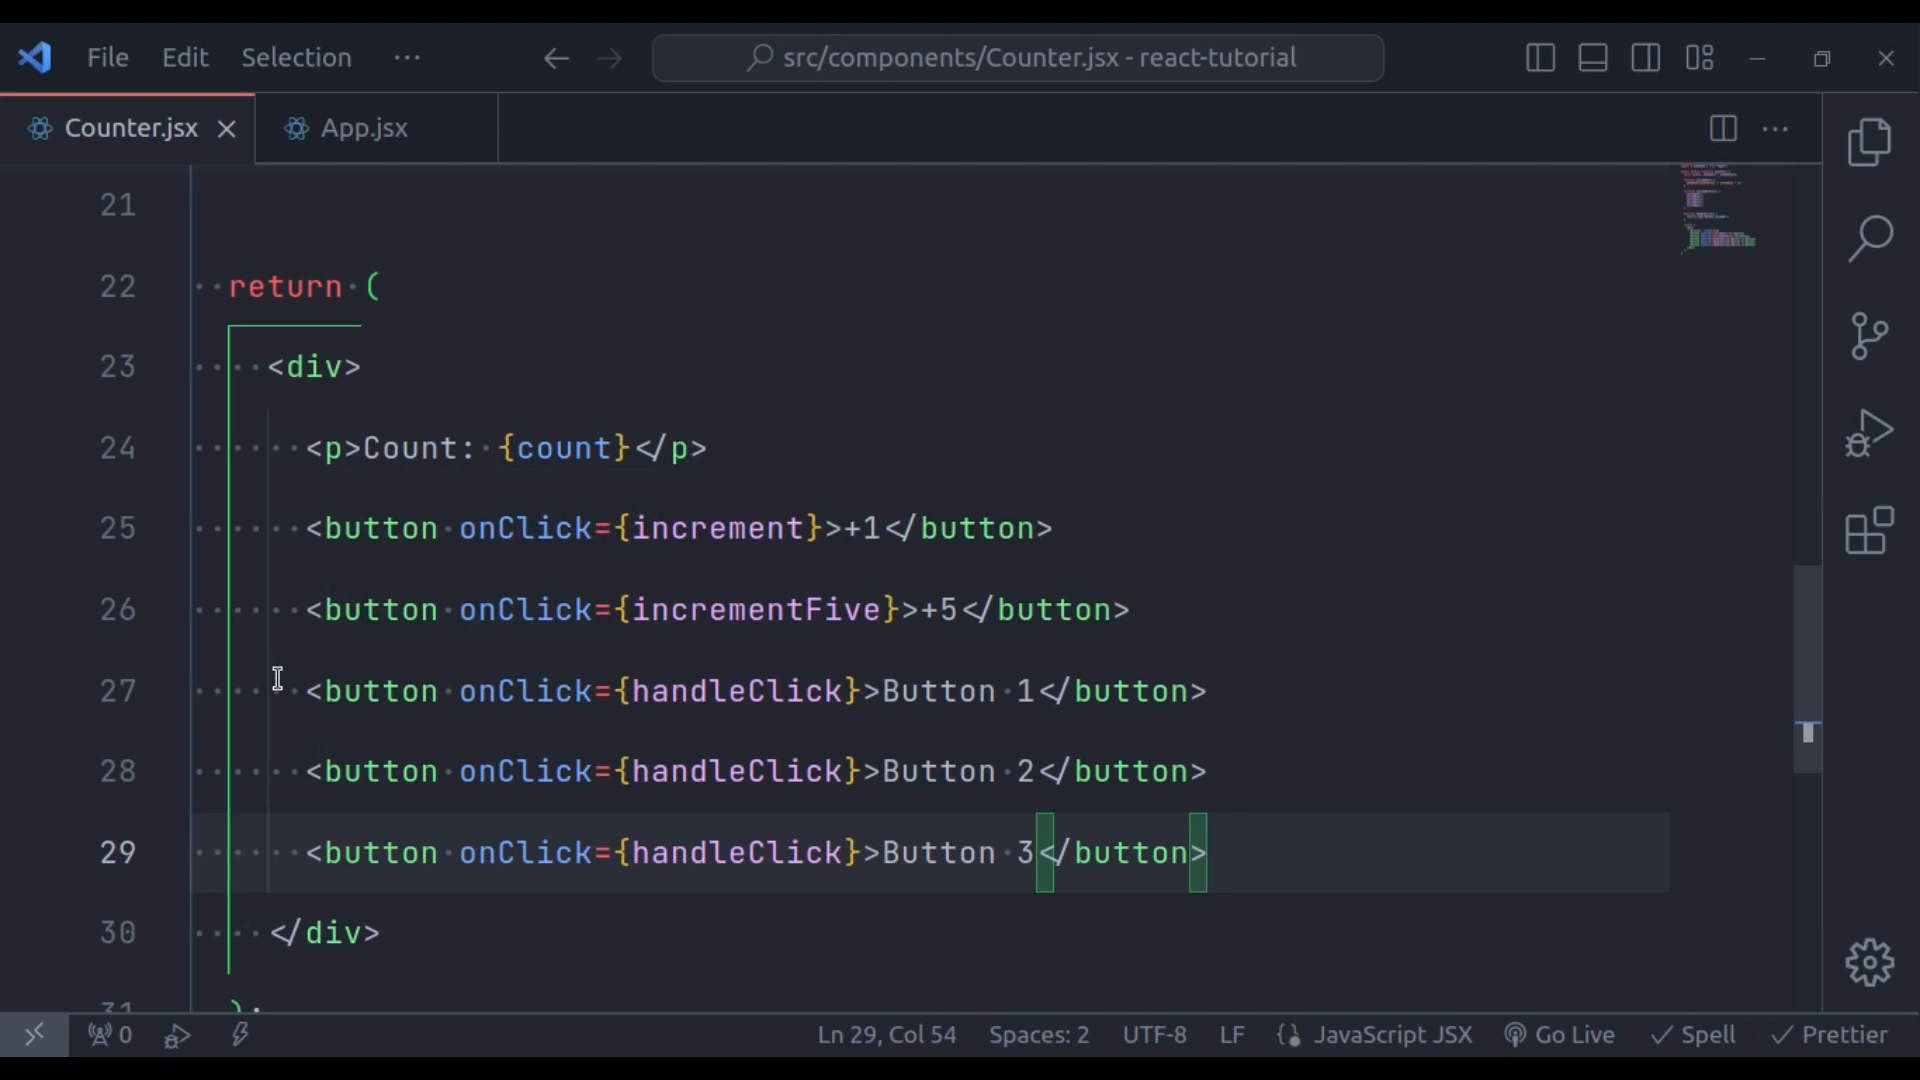 File Edit Selection ··· src/components/Counter.jsx - react-tutorial
Counter.jsx App.jsx
21
22 return (
23 <div>
24 <p>Count: {count}</p>
25 <button onClick={increment}>+1</button>
26 <button onClick={incrementFive}>+5</button>
27 <button onClick={handleClick}>Button 1</button>
28 <button onClick={handleClick}>Button 2</button>
29 <button onClick={handleClick}>Button 3</button>
30 </div>
31 );
0 Ln 29, Col 54 Spaces: 2 UTF-8 LF JavaScript JSX Go Live Spell Prettier